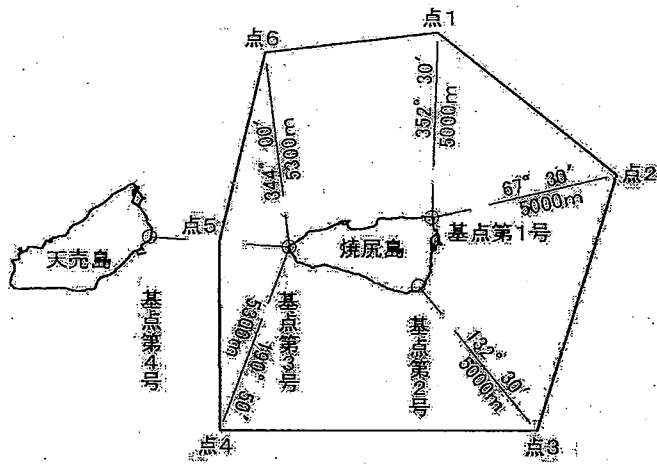 点1
点6
352° 30′
5000m
344° 00′
5300m
67° 30′
5000m
点2
点5
天売島
焼尻島
基点第1号
基点第4号
基点第3号
基点第2号
5300m
190° 50′
132° 30′
5000m
点4
点3